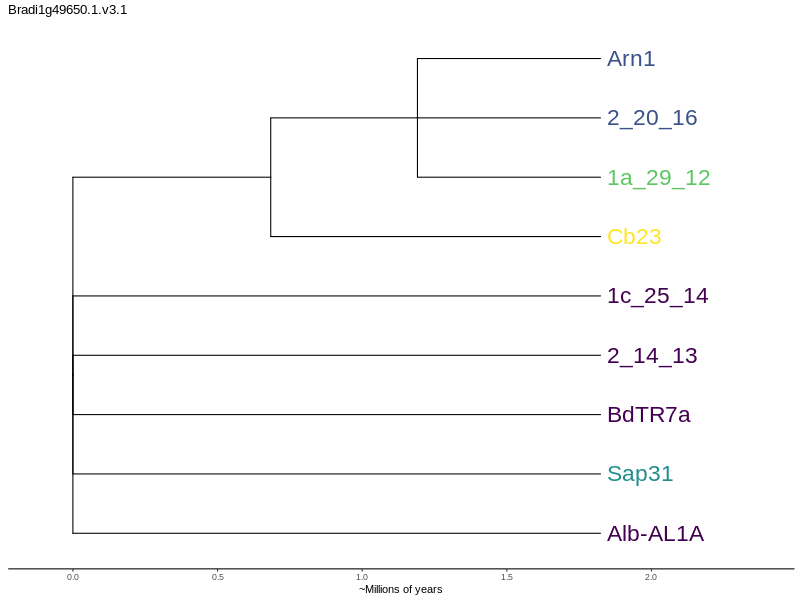 Bradi1g49650.1.v3.1
Arn1
2_20_16
1a_29_12
Cb23
1c_25_14
2_14_13
BdTR7a
Sap31
Alb-AL1A
0.0 0.5 1.0 1.5 2.0
~Millions of years